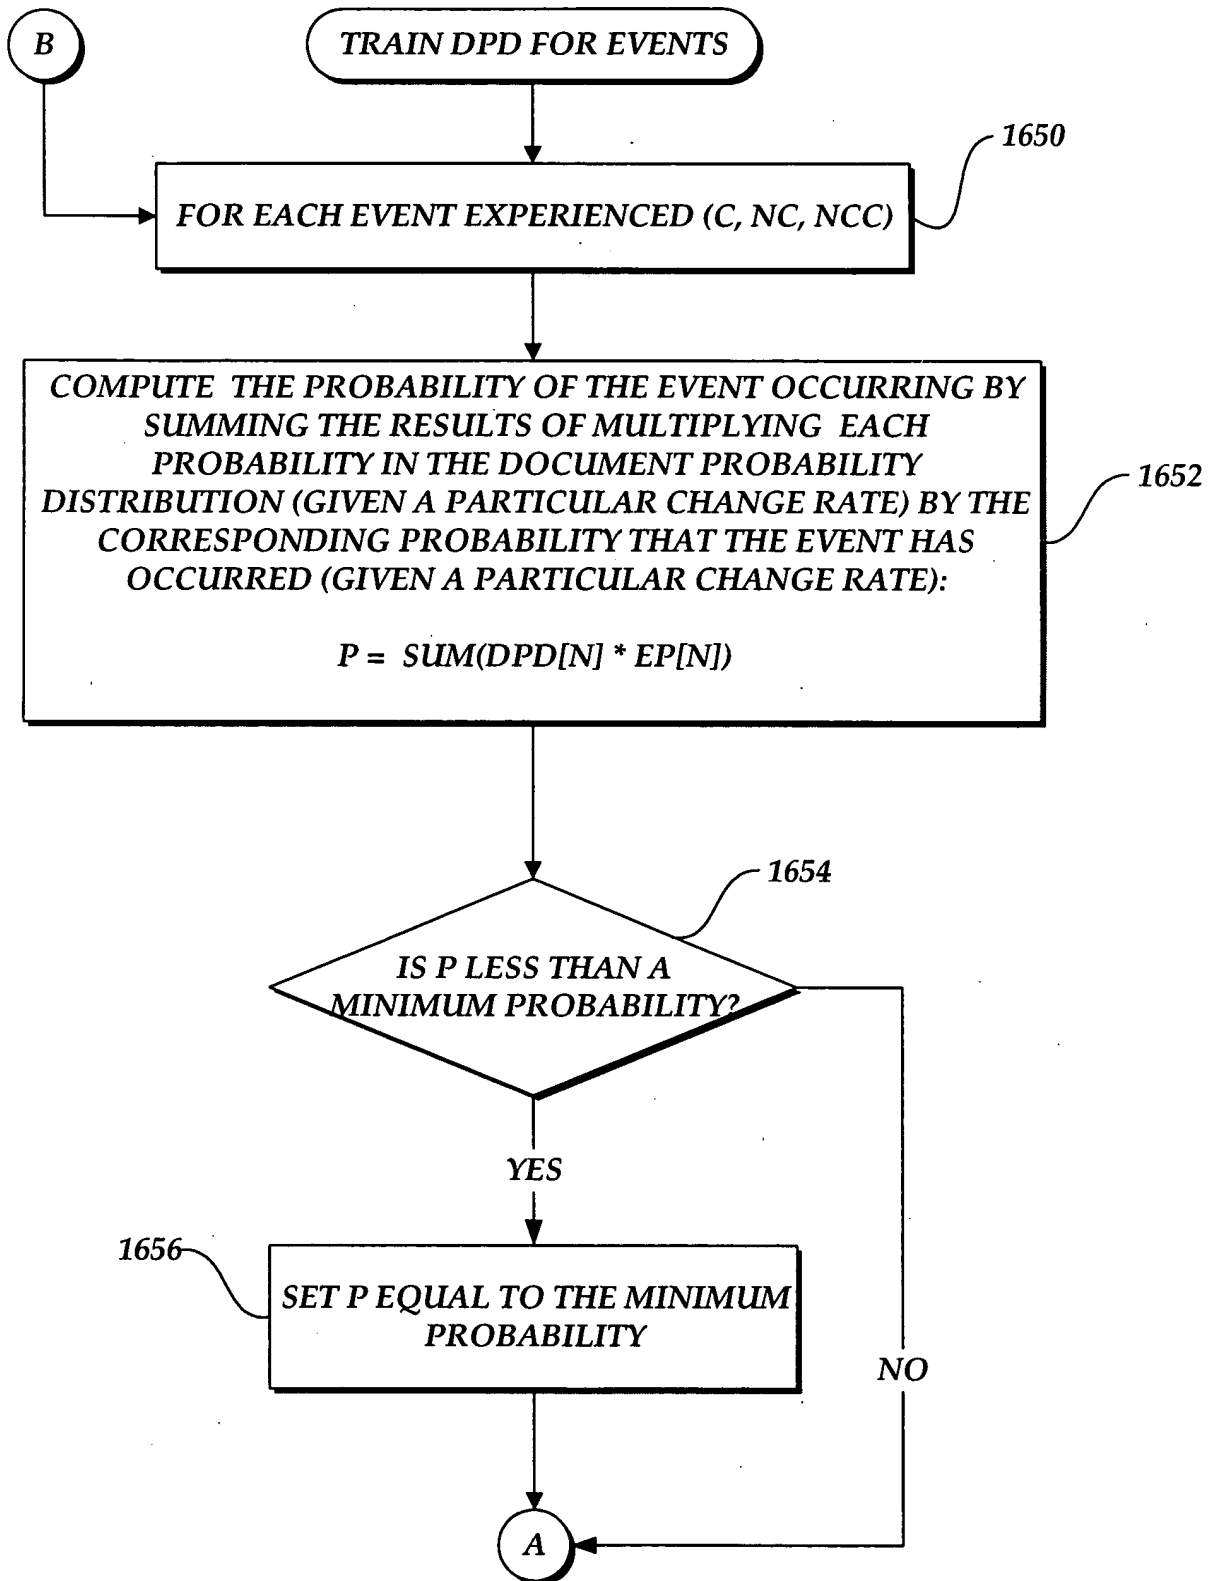 B
TRAIN DPD FOR EVENTS
1650
FOR EACH EVENT EXPERIENCED (C, NC, NCC)
COMPUTE THE PROBABILITY OF THE EVENT OCCURRING BY
SUMMING THE RESULTS OF MULTIPLYING EACH
PROBABILITY IN THE DOCUMENT PROBABILITY
DISTRIBUTION (GIVEN A PARTICULAR CHANGE RATE) BY THE
CORRESPONDING PROBABILITY THAT THE EVENT HAS
OCCURRED (GIVEN A PARTICULAR CHANGE RATE):
P = SUM(DPD[N] * EP[N])
1652
1654
IS P LESS THAN A
MINIMUM PROBABILITY?
YES
1656
SET P EQUAL TO THE MINIMUM
PROBABILITY
NO
A